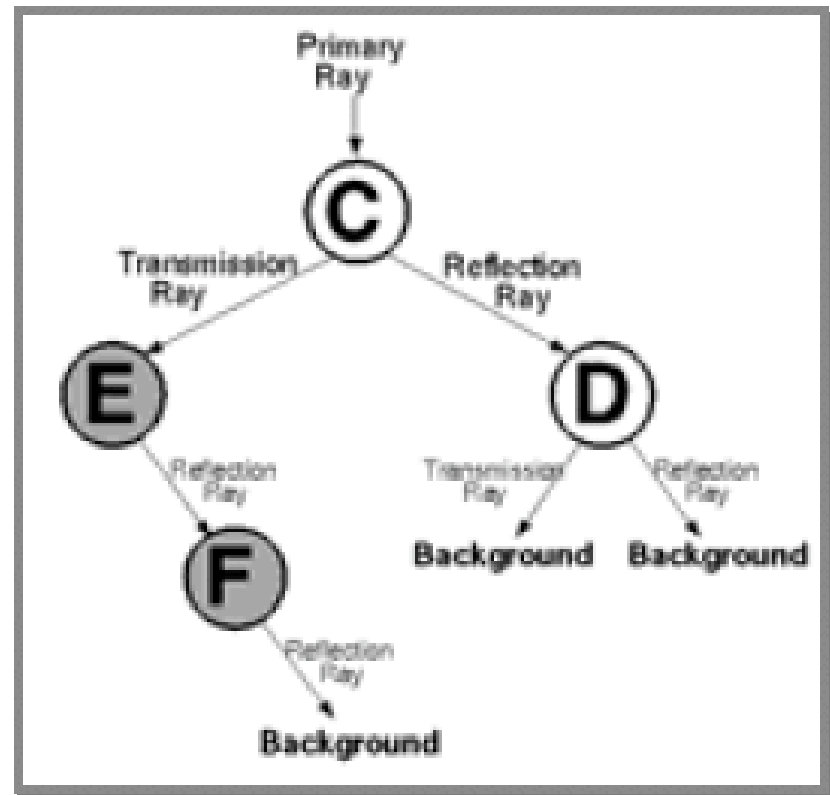 Primary
Ray
C
Transmission
Ray
Reflection
Ray
E
D
Reflection
Ray
Transmission
Ray
Reflection
Ray
Background
Background
F
Reflection
Ray
Background